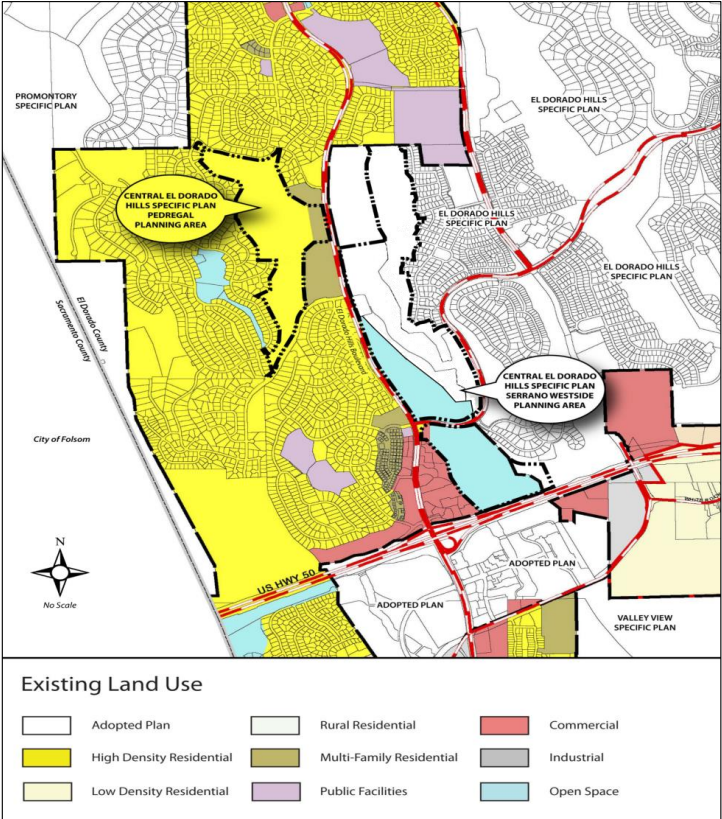 PROMONTORY
SPECIFIC PLAN
EL DORADO HILLS
SPECIFIC PLAN
CENTRAL EL DORADO
HILLS SPECIFIC PLAN
PEDREGAL
PLANNING AREA
EL DORADO HILLS
SPECIFIC PLAN
EL DORADO HILLS
SPECIFIC PLAN
El Dorado County
Sacramento County
El Dorado Hills Boulevard
CENTRAL EL DORADO
HILLS SPECIFIC PLAN
SERRANO WESTSIDE
PLANNING AREA
City of Folsom
N
No Scale
US HWY 50
ADOPTED PLAN
ADOPTED PLAN
VALLEY VIEW
SPECIFIC PLAN
Existing Land Use
Adopted Plan
Rural Residential
Commercial
High Density Residential
Multi-Family Residential
Industrial
Low Density Residential
Public Facilities
Open Space